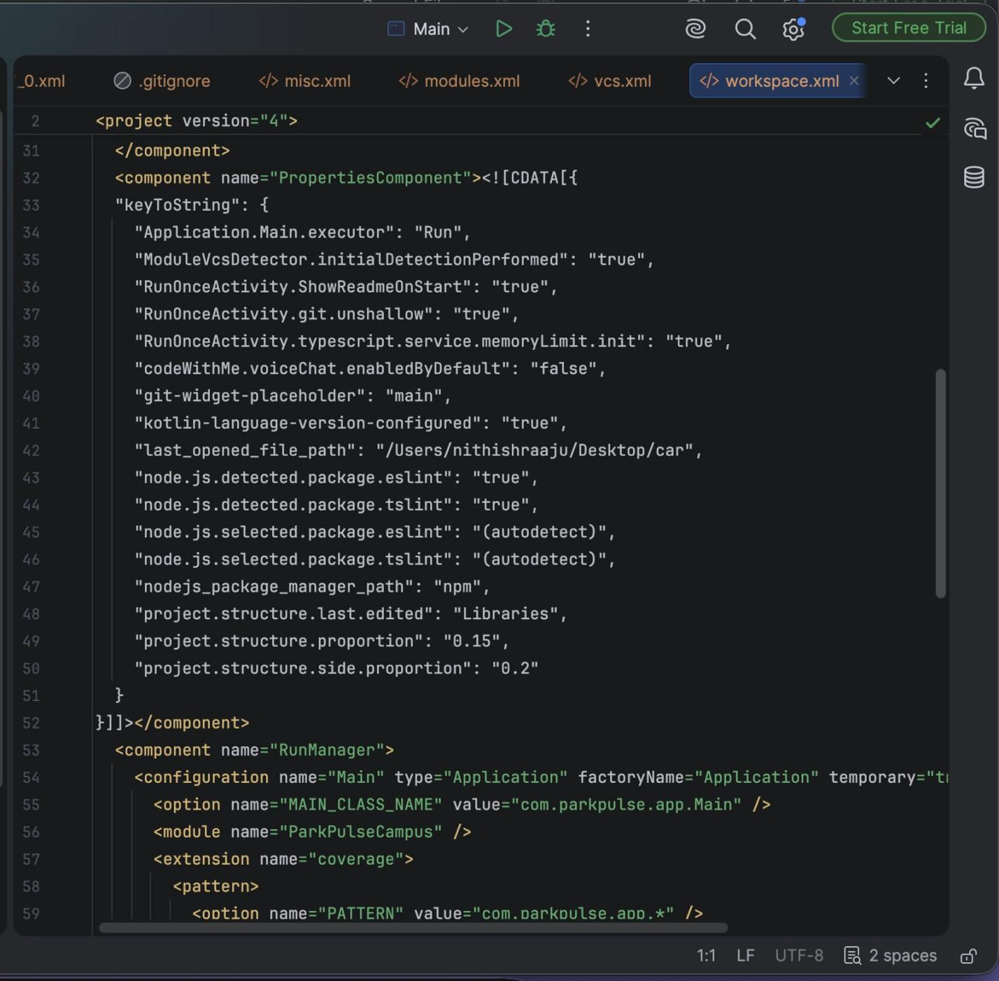 Main
Start Free Trial
_0.xml .gitignore </> misc.xml </> modules.xml </> vcs.xml </> workspace.xml ×
2 <project version="4">
31 </component>
32 <component name="PropertiesComponent"><![CDATA[{
33 "keyToString": {
34 "Application.Main.executor": "Run",
35 "ModuleVcsDetector.initialDetectionPerformed": "true",
36 "RunOnceActivity.ShowReadmeOnStart": "true",
37 "RunOnceActivity.git.unshallow": "true",
38 "RunOnceActivity.typescript.service.memoryLimit.init": "true",
39 "codeWithMe.voiceChat.enabledByDefault": "false",
40 "git-widget-placeholder": "main",
41 "kotlin-language-version-configured": "true",
42 "last_opened_file_path": "/Users/nithishraaju/Desktop/car",
43 "node.js.detected.package.eslint": "true",
44 "node.js.detected.package.tslint": "true",
45 "node.js.selected.package.eslint": "(autodetect)",
46 "node.js.selected.package.tslint": "(autodetect)",
47 "nodejs_package_manager_path": "npm",
48 "project.structure.last.edited": "Libraries",
49 "project.structure.proportion": "0.15",
50 "project.structure.side.proportion": "0.2"
51 }
52 }]]></component>
53 <component name="RunManager">
54 <configuration name="Main" type="Application" factoryName="Application" temporary="tr
55 <option name="MAIN_CLASS_NAME" value="com.parkpulse.app.Main" />
56 <module name="ParkPulseCampus" />
57 <extension name="coverage">
58 <pattern>
59 <option name="PATTERN" value="com.parkpulse.app.*" />
1:1 LF UTF-8 2 spaces